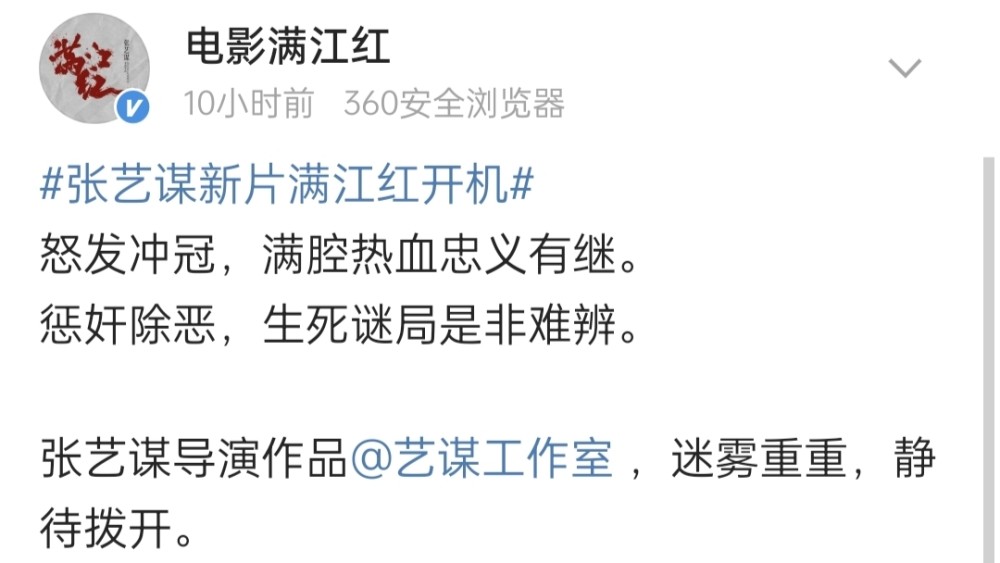 电影满江红
10小时前 360安全浏览器
#张艺谋新片满江红开机#
怒发冲冠，满腔热血忠义有继。
惩奸除恶，生死谜局是非难辨。
张艺谋导演作品@艺谋工作室 ，迷雾重重，静
待拨开。
满江红